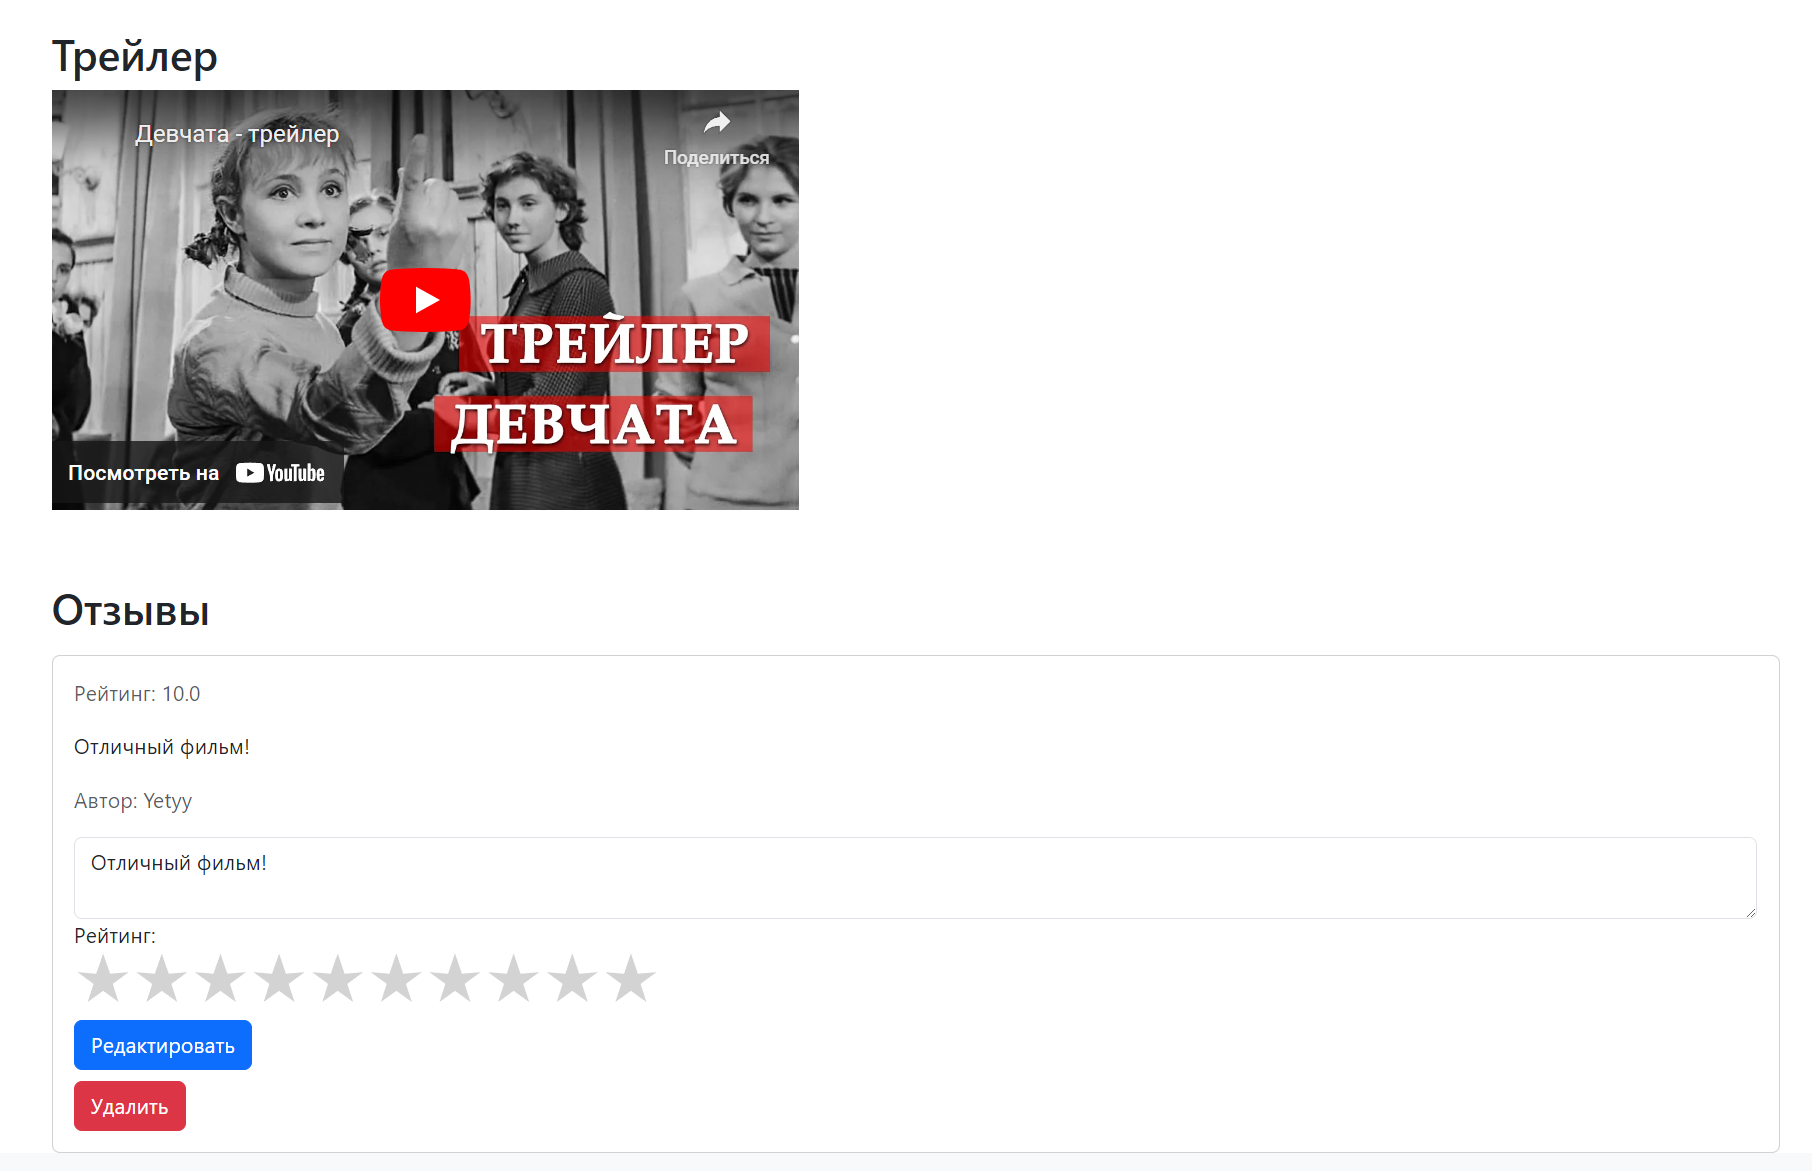 Трейлер
Девчата - трейлер
Поделиться
ТРЕЙЛЕР
ДЕВЧАТА
Посмотреть на YouTube
Отзывы
Рейтинг: 10.0
Отличный фильм!
Автор: Yetyy
Отличный фильм!
Рейтинг:
Редактировать
Удалить